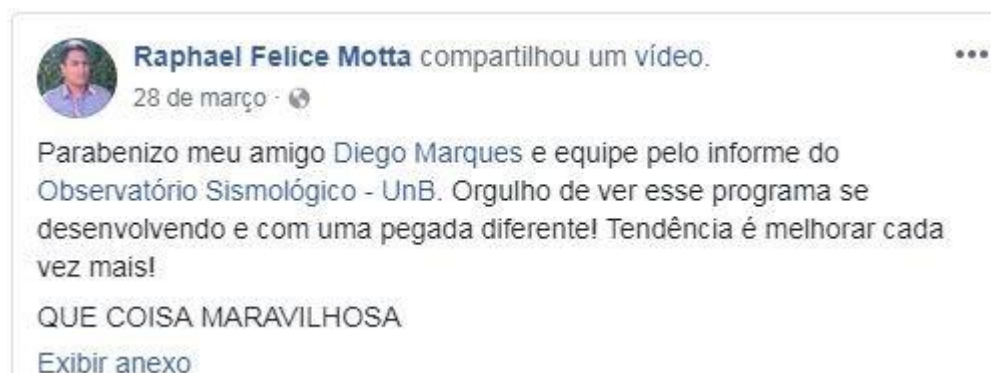 Raphael Felice Motta compartilhou um vídeo.
28 de março ·
Parabenizo meu amigo Diego Marques e equipe pelo informe do
Observatório Sismológico - UnB. Orgulho de ver esse programa se
desenvolvendo e com uma pegada diferente! Tendência é melhorar cada
vez mais!
QUE COISA MARAVILHOSA
Exibir anexo